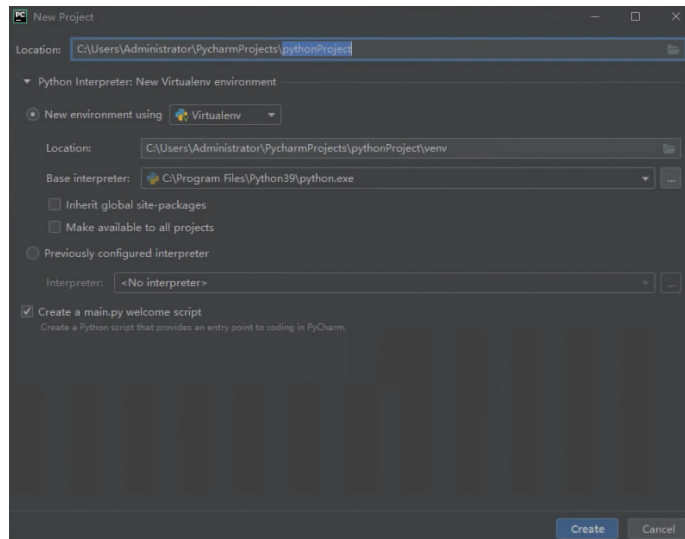 PC New Project
Location: C:\Users\Administrator\PycharmProjects\pythonProject
Python Interpreter: New Virtualenv environment
New environment using Virtualenv
Location: C:\Users\Administrator\PycharmProjects\pythonProject\venv
Base interpreter: C:\Program Files\Python39\python.exe ...
Inherit global site-packages
Make available to all projects
Previously configured interpreter
Interpreter: <No interpreter> ...
Create a main.py welcome script
Create a Python script that provides an entry point to coding in PyCharm.
Create Cancel